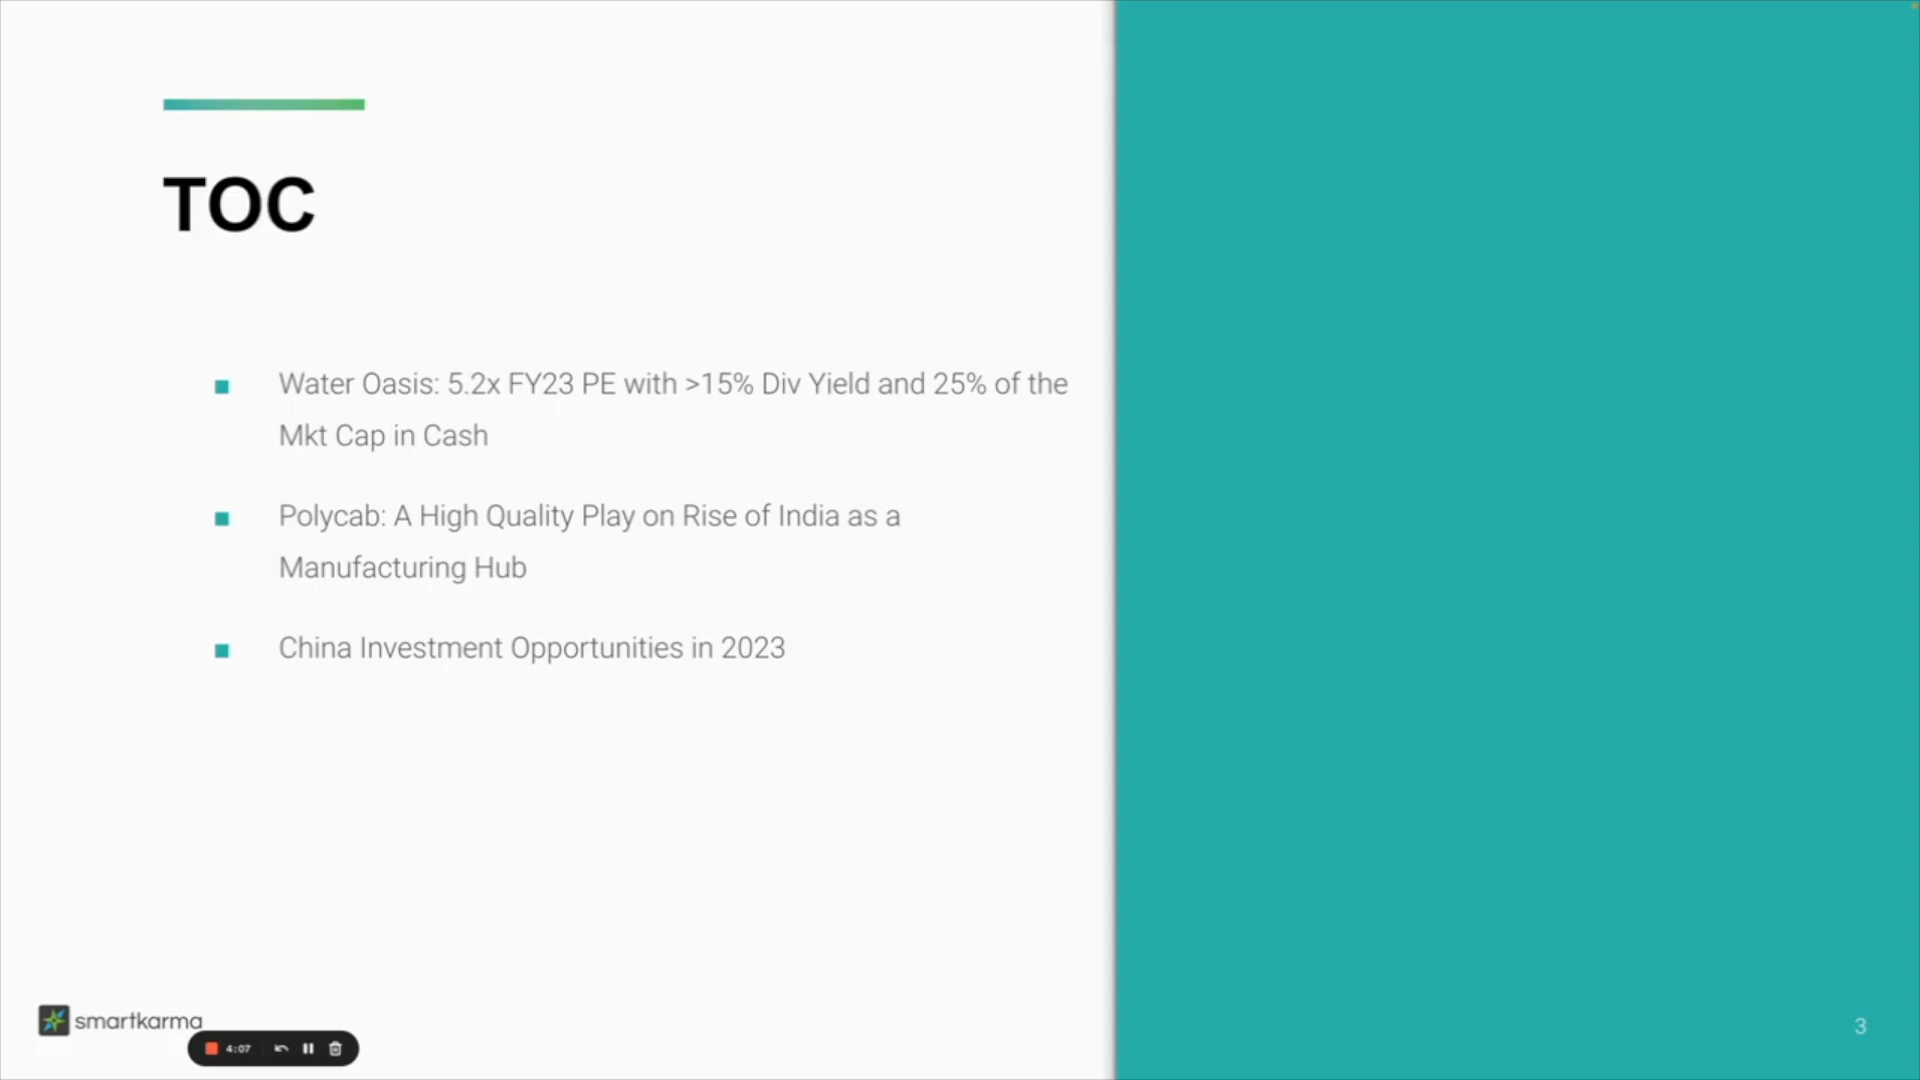 TOC
Water Oasis: 5.2x FY23 PE with >15% Div Yield and 25% of the
Mkt Cap in Cash
Polycab: A High Quality Play on Rise of India as a
Manufacturing Hub
China Investment Opportunities in 2023
smartkarma
4:07
3